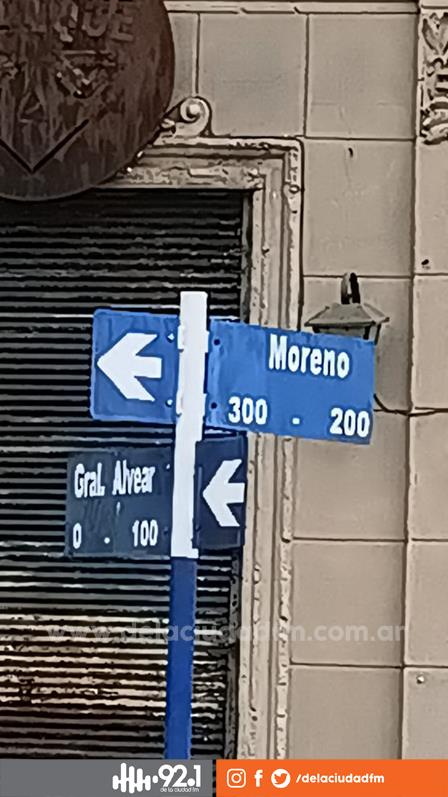 Moreno
300 - 200
Gral. Alvear
0 - 100
www.delaciudadfm.com.ar
92.1
de la ciudad fm
/delaciudadfm